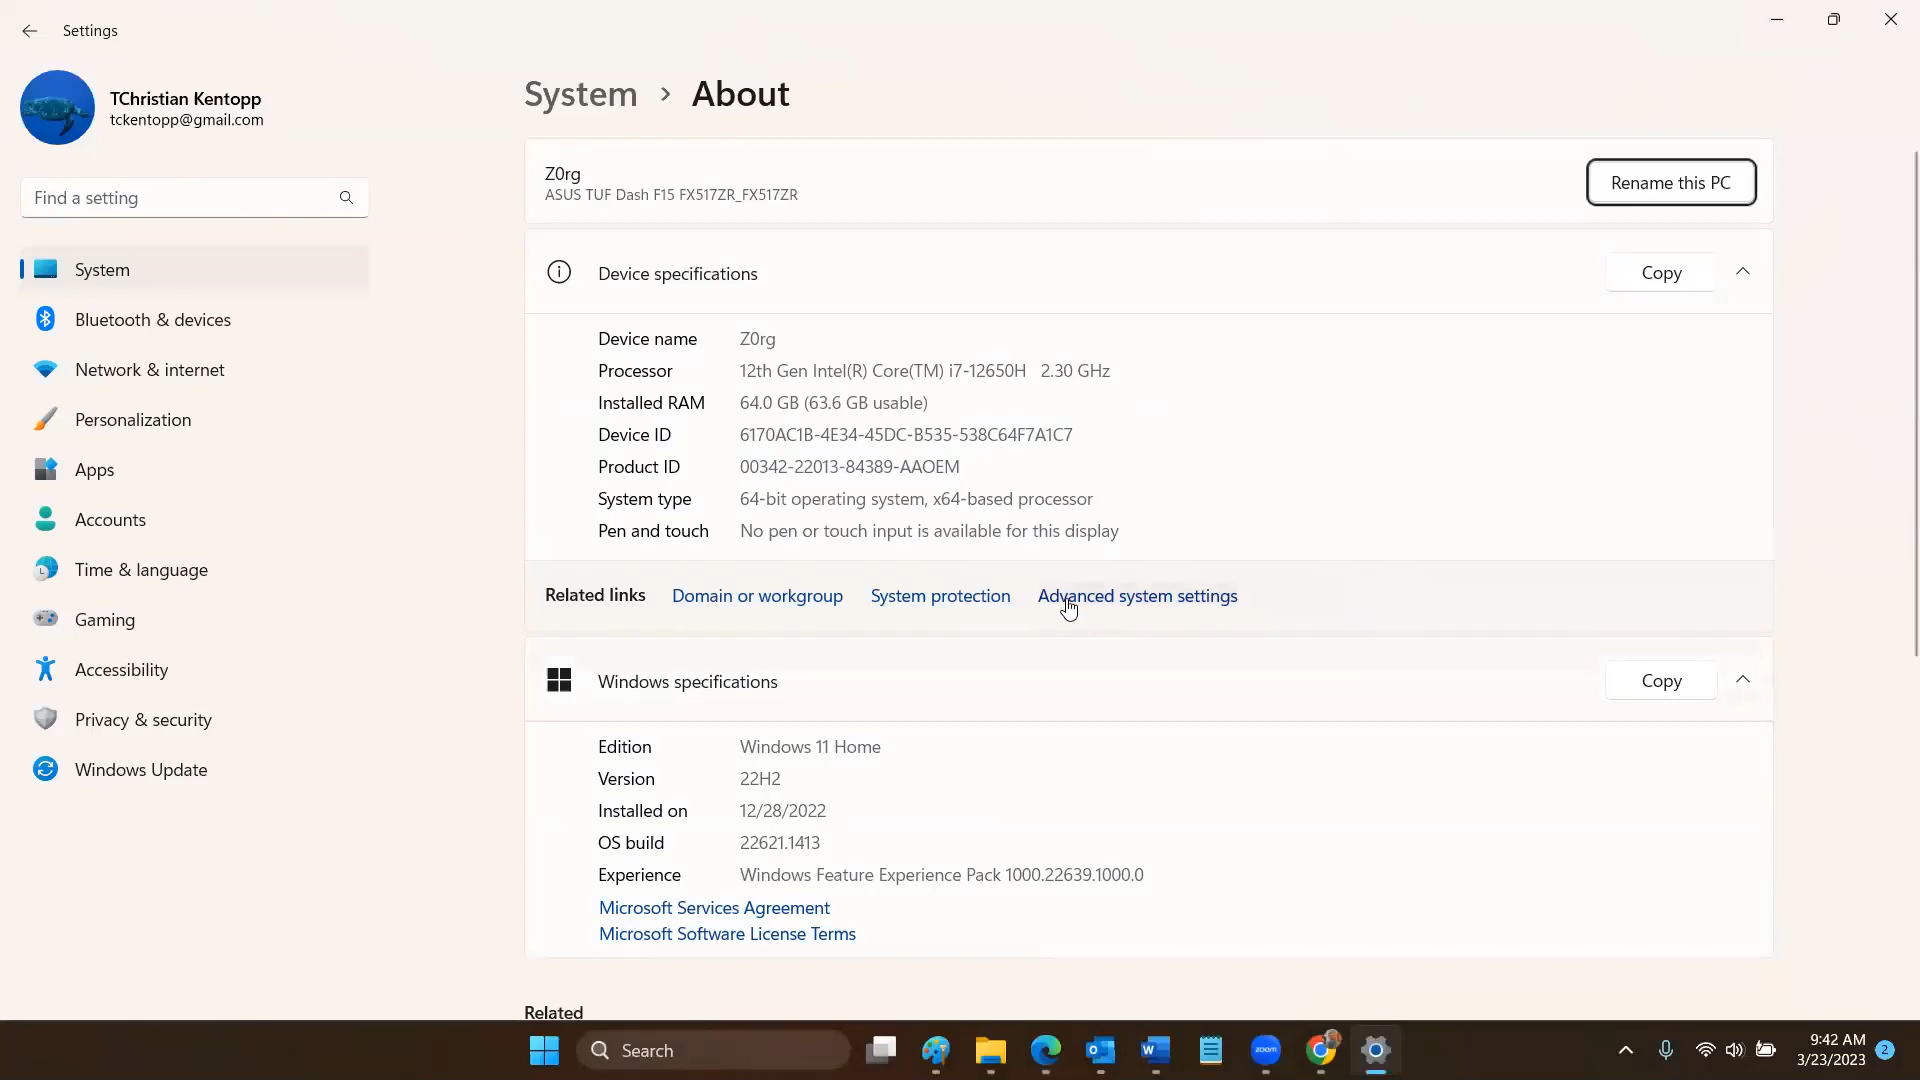 Settings
TChristian Kentopp
tckentopp@gmail.com
Find a setting
System
Bluetooth & devices
Network & internet
Personalization
Apps
Accounts
Time & language
Gaming
Accessibility
Privacy & security
Windows Update
System > About
Z0rg
ASUS TUF Dash F15 FX517ZR_FX517ZR
Rename this PC
Device specifications
Copy
Device name Z0rg
Processor 12th Gen Intel(R) Core(TM) i7-12650H 2.30 GHz
Installed RAM 64.0 GB (63.6 GB usable)
Device ID 6170AC1B-4E34-45DC-B535-538C64F7A1C7
Product ID 00342-22013-84389-AAOEM
System type 64-bit operating system, x64-based processor
Pen and touch No pen or touch input is available for this display
Related links Domain or workgroup System protection Advanced system settings
Windows specifications
Copy
Edition Windows 11 Home
Version 22H2
Installed on 12/28/2022
OS build 22621.1413
Experience Windows Feature Experience Pack 1000.22639.1000.0
Microsoft Services Agreement
Microsoft Software License Terms
Related
Search
zoom
9:42 AM
3/23/2023
2